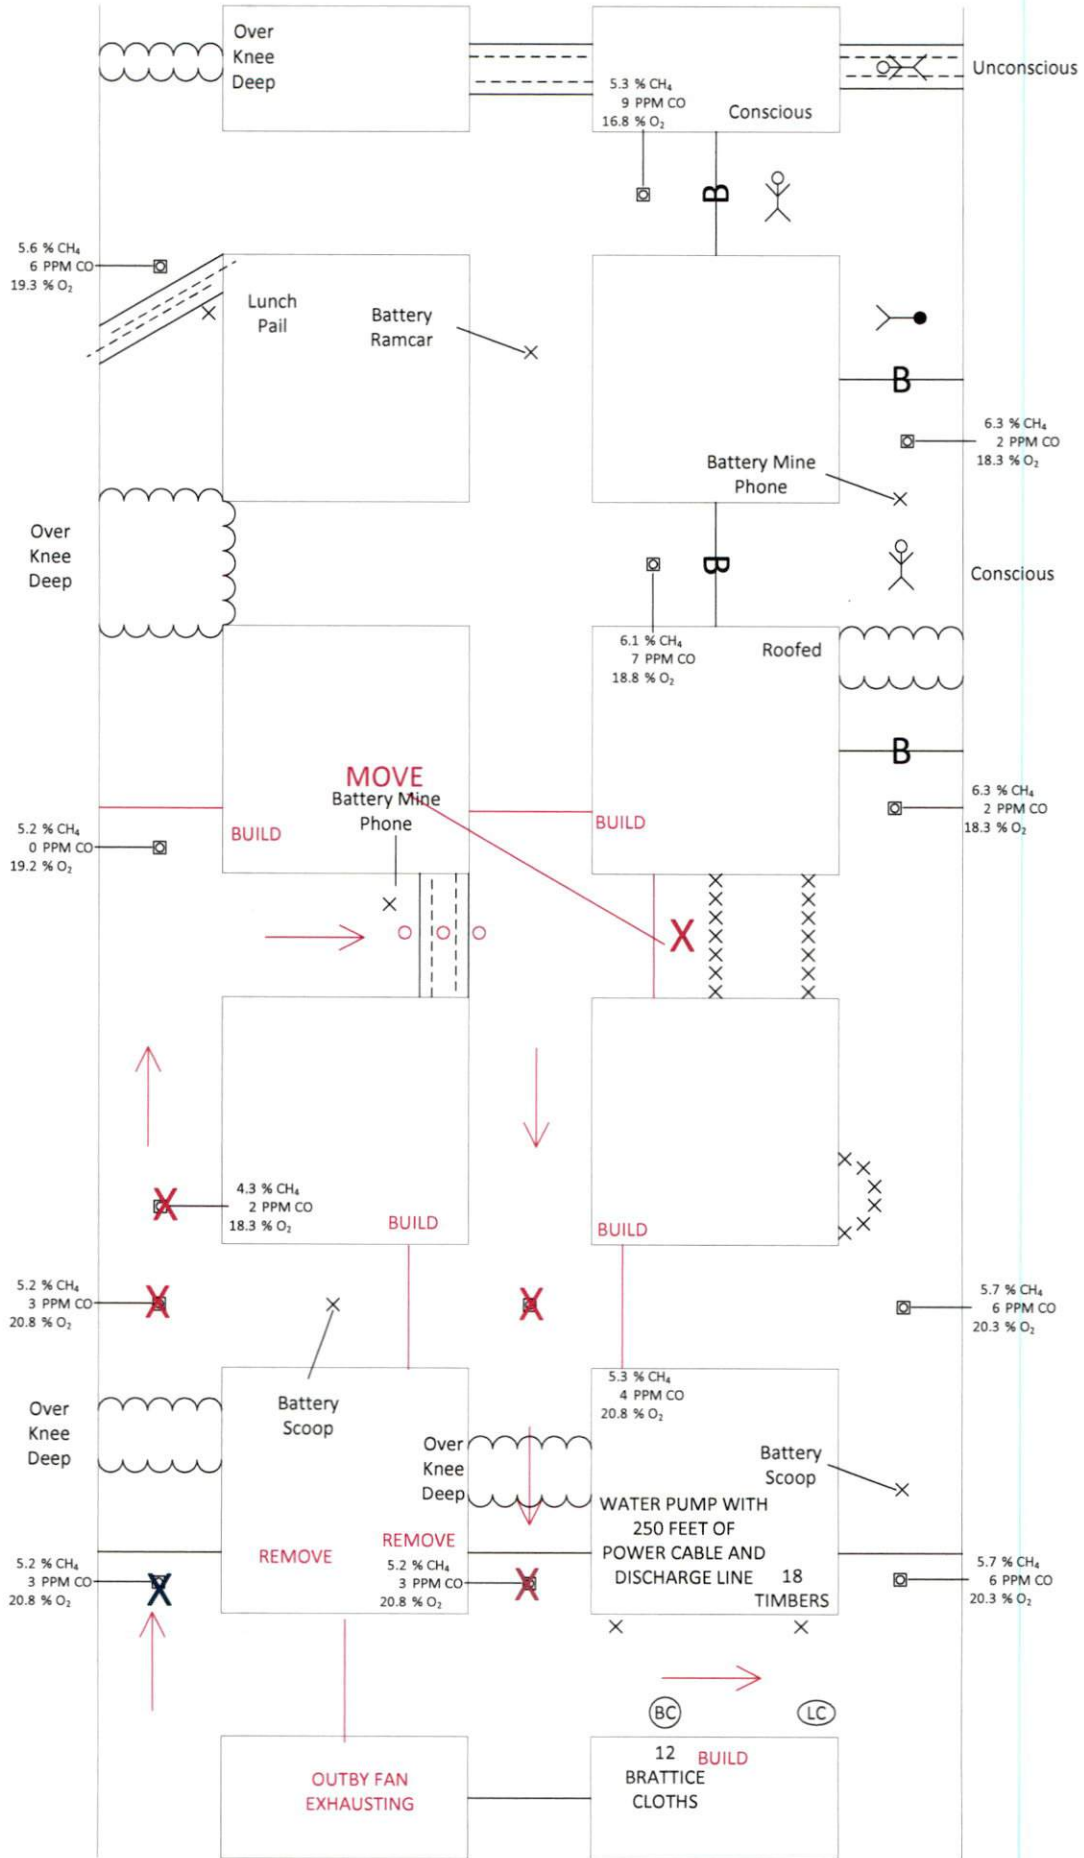 Over
Knee
Deep
5.3 % CH₄
9 PPM CO
16.8 % O₂
Conscious
Unconscious
B
5.6 % CH₄
6 PPM CO
19.3 % O₂
Lunch
Pail
Battery
Ramcar
B
6.3 % CH₄
2 PPM CO
18.3 % O₂
Battery Mine
Phone
Over
Knee
Deep
B
Conscious
6.1 % CH₄
7 PPM CO
18.8 % O₂
Roofed
B
MOVE
Battery Mine
Phone
5.2 % CH₄
0 PPM CO
19.2 % O₂
BUILD
BUILD
6.3 % CH₄
2 PPM CO
18.3 % O₂
X
4.3 % CH₄
2 PPM CO
18.3 % O₂
X
BUILD
BUILD
5.2 % CH₄
3 PPM CO
20.8 % O₂
X
X
5.7 % CH₄
6 PPM CO
20.3 % O₂
Over
Knee
Deep
Battery
Scoop
5.3 % CH₄
4 PPM CO
20.8 % O₂
Over
Knee
Deep
Battery
Scoop
WATER PUMP WITH
250 FEET OF
POWER CABLE AND
DISCHARGE LINE
18
TIMBERS
REMOVE
REMOVE
5.2 % CH₄
3 PPM CO
20.8 % O₂
X
5.2 % CH₄
3 PPM CO
20.8 % O₂
X
5.7 % CH₄
6 PPM CO
20.3 % O₂
BC
LC
12
BRATTICE
CLOTHS
BUILD
OUTBY FAN
EXHAUSTING